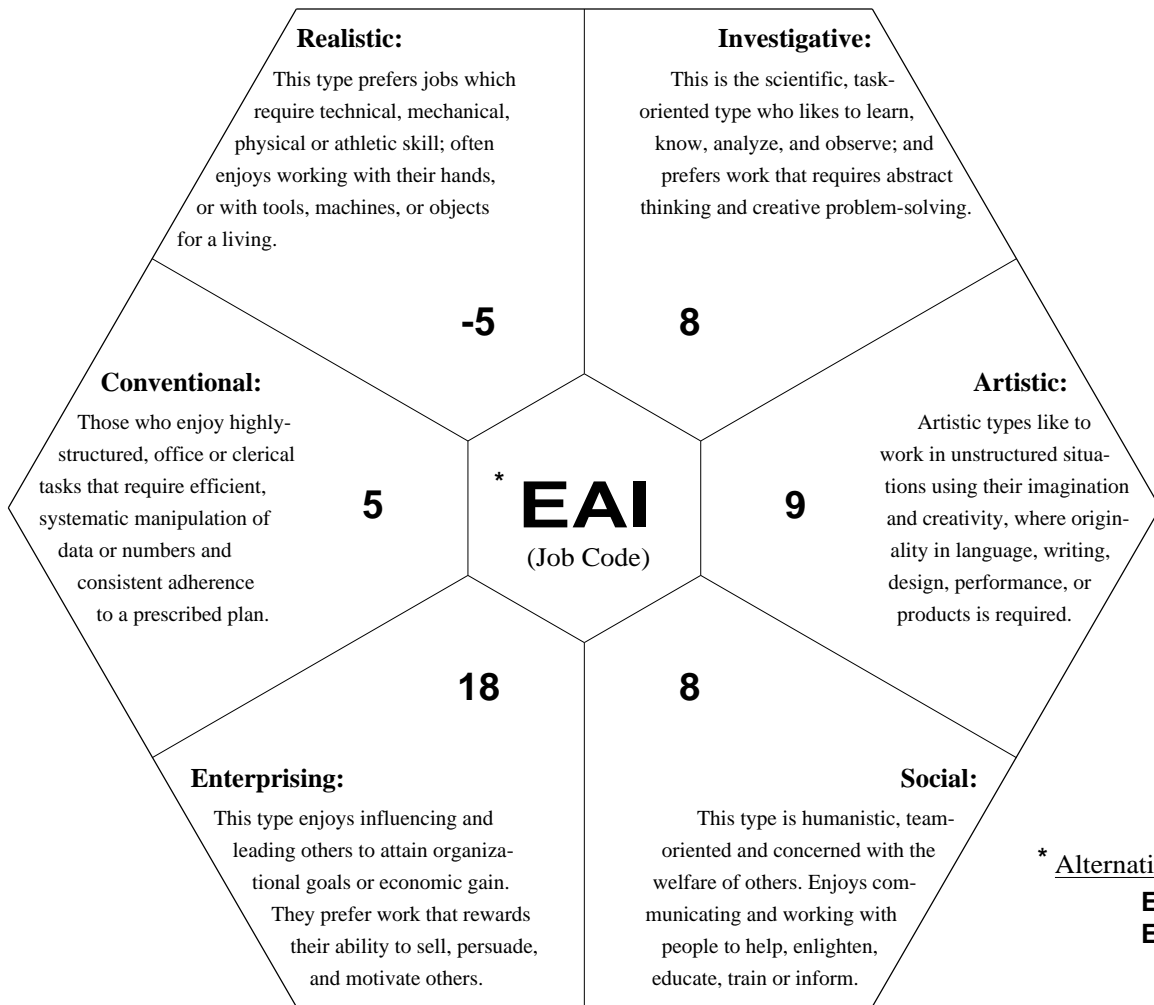 Realistic:
This type prefers jobs which
require technical, mechanical,
physical or athletic skill; often
enjoys working with their hands,
or with tools, machines, or objects
for a living.
-5
Investigative:
This is the scientific, task-
oriented type who likes to learn,
know, analyze, and observe; and
prefers work that requires abstract
thinking and creative problem-solving.
8
Conventional:
Those who enjoy highly-
structured, office or clerical
tasks that require efficient,
systematic manipulation of
data or numbers and
consistent adherence
to a prescribed plan.
5
* EAI
(Job Code)
9
Artistic:
Artistic types like to
work in unstructured situa-
tions using their imagination
and creativity, where origin-
ality in language, writing,
design, performance, or
products is required.
18
Enterprising:
This type enjoys influencing and
leading others to attain organiza-
tional goals or economic gain.
They prefer work that rewards
their ability to sell, persuade,
and motivate others.
8
Social:
This type is humanistic, team-
oriented and concerned with the
welfare of others. Enjoys com-
municating and working with
people to help, enlighten,
educate, train or inform.
*
E
E